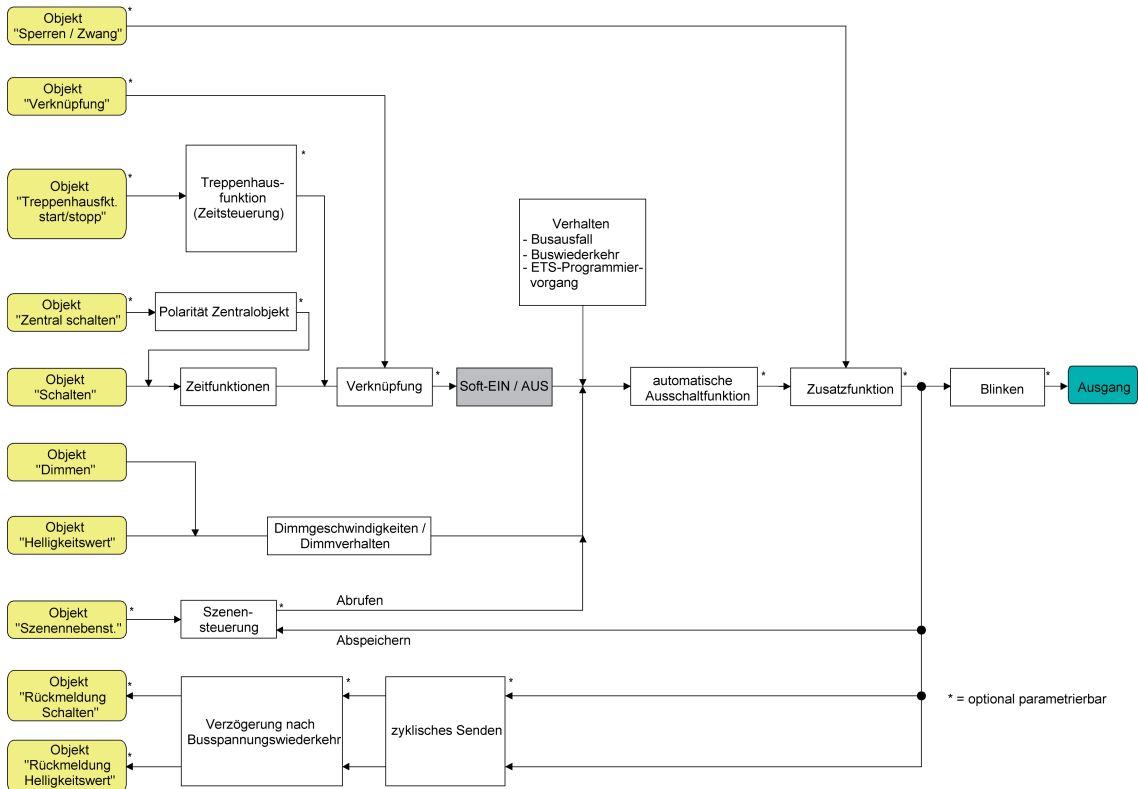 Objekt
"Sperren / Zwang"
*
Objekt
"Verknüpfung"
*
Objekt
"Treppenhausfkt.
start/stopp"
*
Treppenhaus-
funktion
(Zeitsteuerung)
*
Verhalten
- Busausfall
- Buswiederkehr
- ETS-Programmier-
vorgang
Objekt
"Zentral schalten"
*
Polarität Zentralobjekt
*
Objekt
"Schalten"
Zeitfunktionen
Verknüpfung
*
Soft-EIN / AUS
automatische
Ausschaltfunktion
*
Zusatzfunktion
*
Blinken
*
Ausgang
Objekt
"Dimmen"
Objekt
"Helligkeitswert"
Dimmgeschwindigkeiten /
Dimmverhalten
Objekt
"Szenennebenst."
*
Szenen-
steuerung
*
Abrufen
Abspeichern
Objekt
"Rückmeldung
Schalten"
*
Verzögerung nach
Busspannungswiederkehr
*
zyklisches Senden
*
* = optional parametrierbar
Objekt
"Rückmeldung
Helligkeitswert"
*